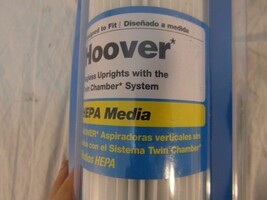 to Fit | Diseñado a medida
Hoover*
Uprights with the
Chamber* System
HEPA Media
Aspiradoras verticales sin
con el Sistema Twin Chamber*
HEPA